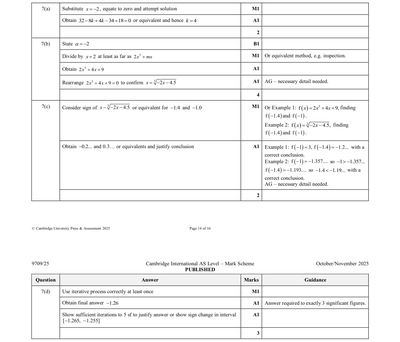 7(a) Substitute x = −2, equate to zero and attempt solution M1
Obtain 32 − 8k + 4k − 34 + 18 = 0 or equivalent and hence k = 4 A1
2
7(b) State α = −2 B1
Divide by x + 2 at least as far as 2x³ + mx M1 Or equivalent method, e.g. inspection.
Obtain 2x³ + 4x + 9 A1
Rearrange 2x³ + 4x + 9 = 0 to confirm x = ∛(−2x − 4.5) A1 AG – necessary detail needed.
4
7(c) Consider sign of x − ∛(−2x − 4.5) or equivalent for −1.4 and −1.0 M1 Or Example 1: f(x) = 2x³ + 4x + 9, finding
f(−1.4) and f(−1).
Example 2: f(x) = ∛(−2x − 4.5), finding
f(−1.4) and f(−1).
Obtain −0.2... and 0.3… or equivalents and justify conclusion A1 Example 1: f(−1) = 3, f(−1.4) = −1.2... with a
correct conclusion.
Example 2: f(−1) = −1.357.... so −1 > −1.357...
f(−1.4) = −1.193.... so −1.4 < −1.19... with a
correct conclusion.
AG – necessary detail needed.
2
© Cambridge University Press & Assessment 2025 Page 14 of 16
9709/25 Cambridge International AS Level – Mark Scheme October/November 2025
PUBLISHED
Question Answer Marks Guidance
7(d) Use iterative process correctly at least once M1
Obtain final answer −1.26 A1 Answer required to exactly 3 significant figures.
Show sufficient iterations to 5 sf to justify answer or show sign change in interval A1
[−1.265, −1.255]
3